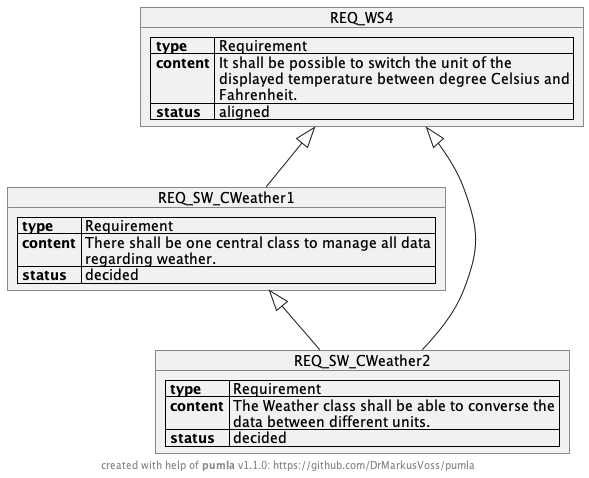 REQ_WS4
type Requirement
content It shall be possible to switch the unit of the
displayed temperature between degree Celsius and
Fahrenheit.
status aligned
REQ_SW_CWeather1
type Requirement
content There shall be one central class to manage all data
regarding weather.
status decided
REQ_SW_CWeather2
type Requirement
content The Weather class shall be able to converse the
data between different units.
status decided
created with help of pumla v1.1.0: https://github.com/DrMarkusVoss/pumla